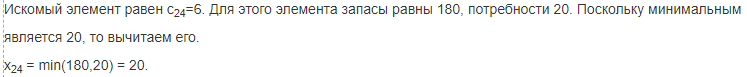 Искомый элемент равен c24=6. Для этого элемента запасы равны 180, потребности 20. Поскольку минимальным
является 20, то вычитаем его.
x24 = min(180,20) = 20.